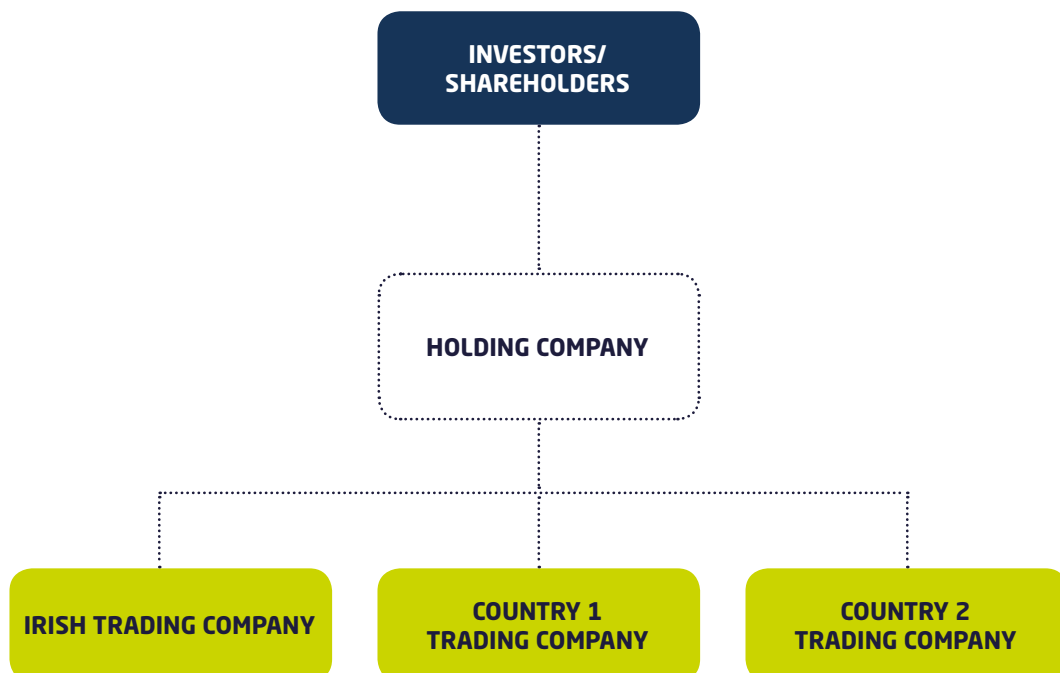 INVESTORS/
SHAREHOLDERS
HOLDING COMPANY
IRISH TRADING COMPANY
COUNTRY 1
TRADING COMPANY
COUNTRY 2
TRADING COMPANY